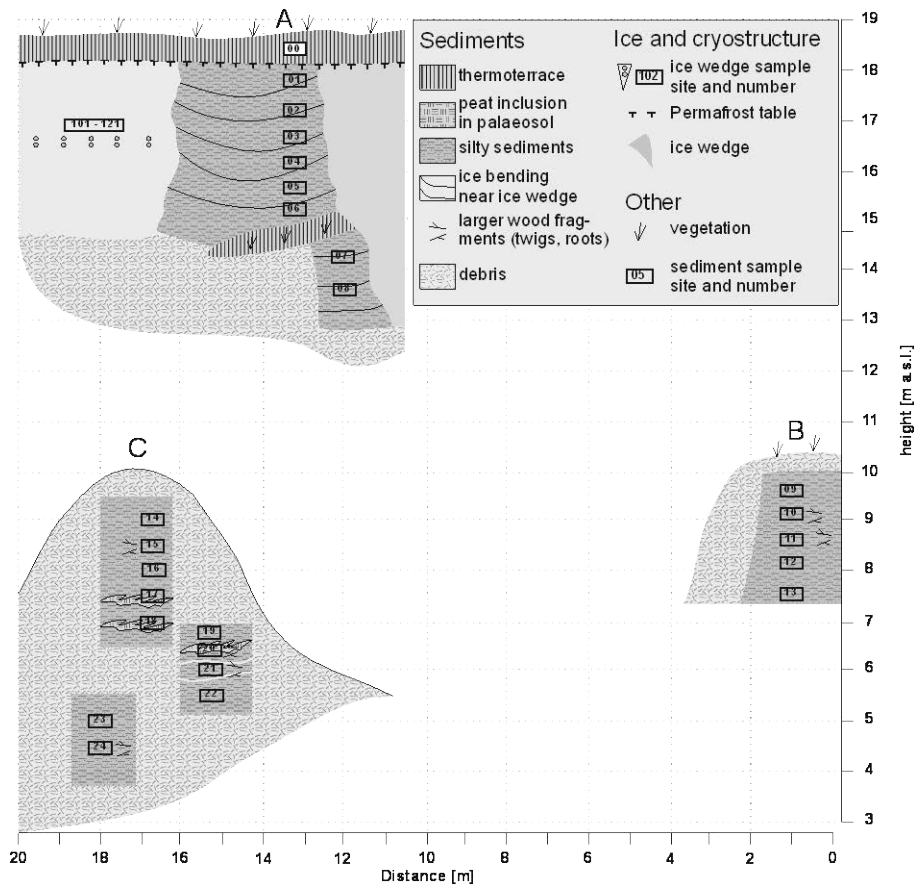 A
00
01
02
03
04
05
06
07
08
101 - 121
Sediments
thermoterrace
peat inclusion
in palaeosol
silty sediments
ice bending
near ice wedge
larger wood frag-
ments (twigs, roots)
debris
Ice and cryostructure
102
ice wedge sample
site and number
Permafrost table
ice wedge
Other
vegetation
05
sediment sample
site and number
19
18
17
16
15
14
13
12
11
10
9
8
7
6
5
4
3
height [m a.s.l.]
B
09
10
11
12
13
C
14
15
16
17
18
19
20
21
22
23
24
20
18
16
14
12
10
8
6
4
2
0
Distance [m]